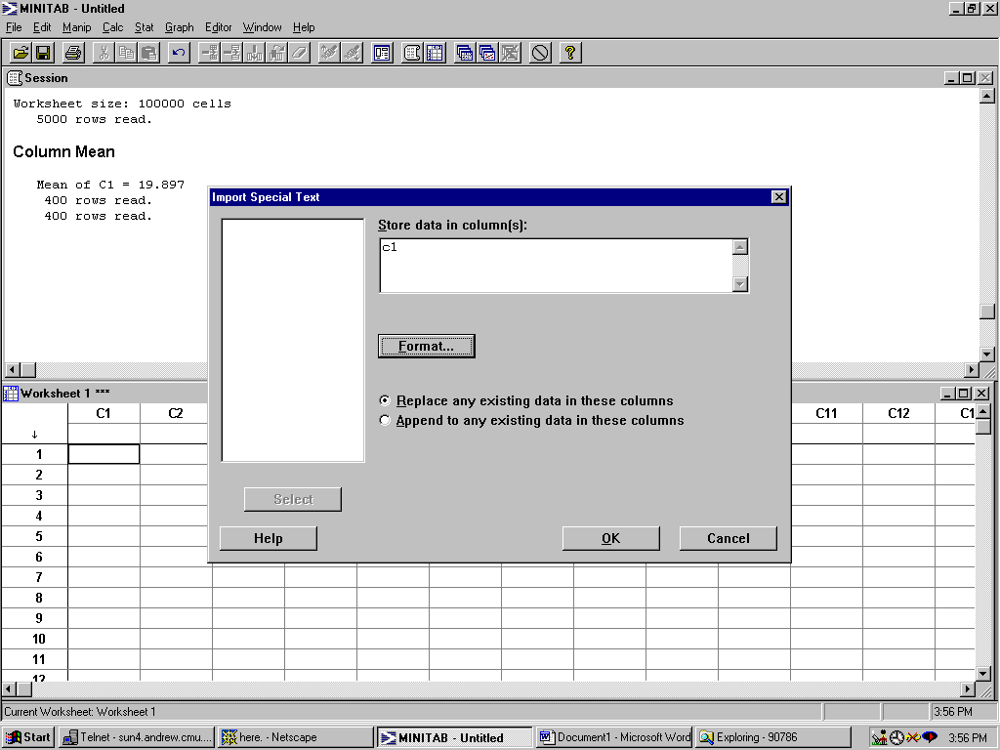 MINITAB - Untitled
File Edit Manip Calc Stat Graph Editor Window Help
Session
Worksheet size: 100000 cells
5000 rows read.
Column Mean
Mean of C1 = 19.897
400 rows read.
400 rows read.
Import Special Text
Store data in column(s):
c1
Format...
Replace any existing data in these columns
Append to any existing data in these columns
Select
Help OK Cancel
Worksheet 1 ***
C1 C2 C11 C12 C1
↓
1
2
3
4
5
6
7
8
9
10
11
12
Current Worksheet: Worksheet 1 3:56 PM
Start Telnet - sun4.andrew.cmu.... here. - Netscape MINITAB - Untitled Document1 - Microsoft Word Exploring - 90786 3:56 PM